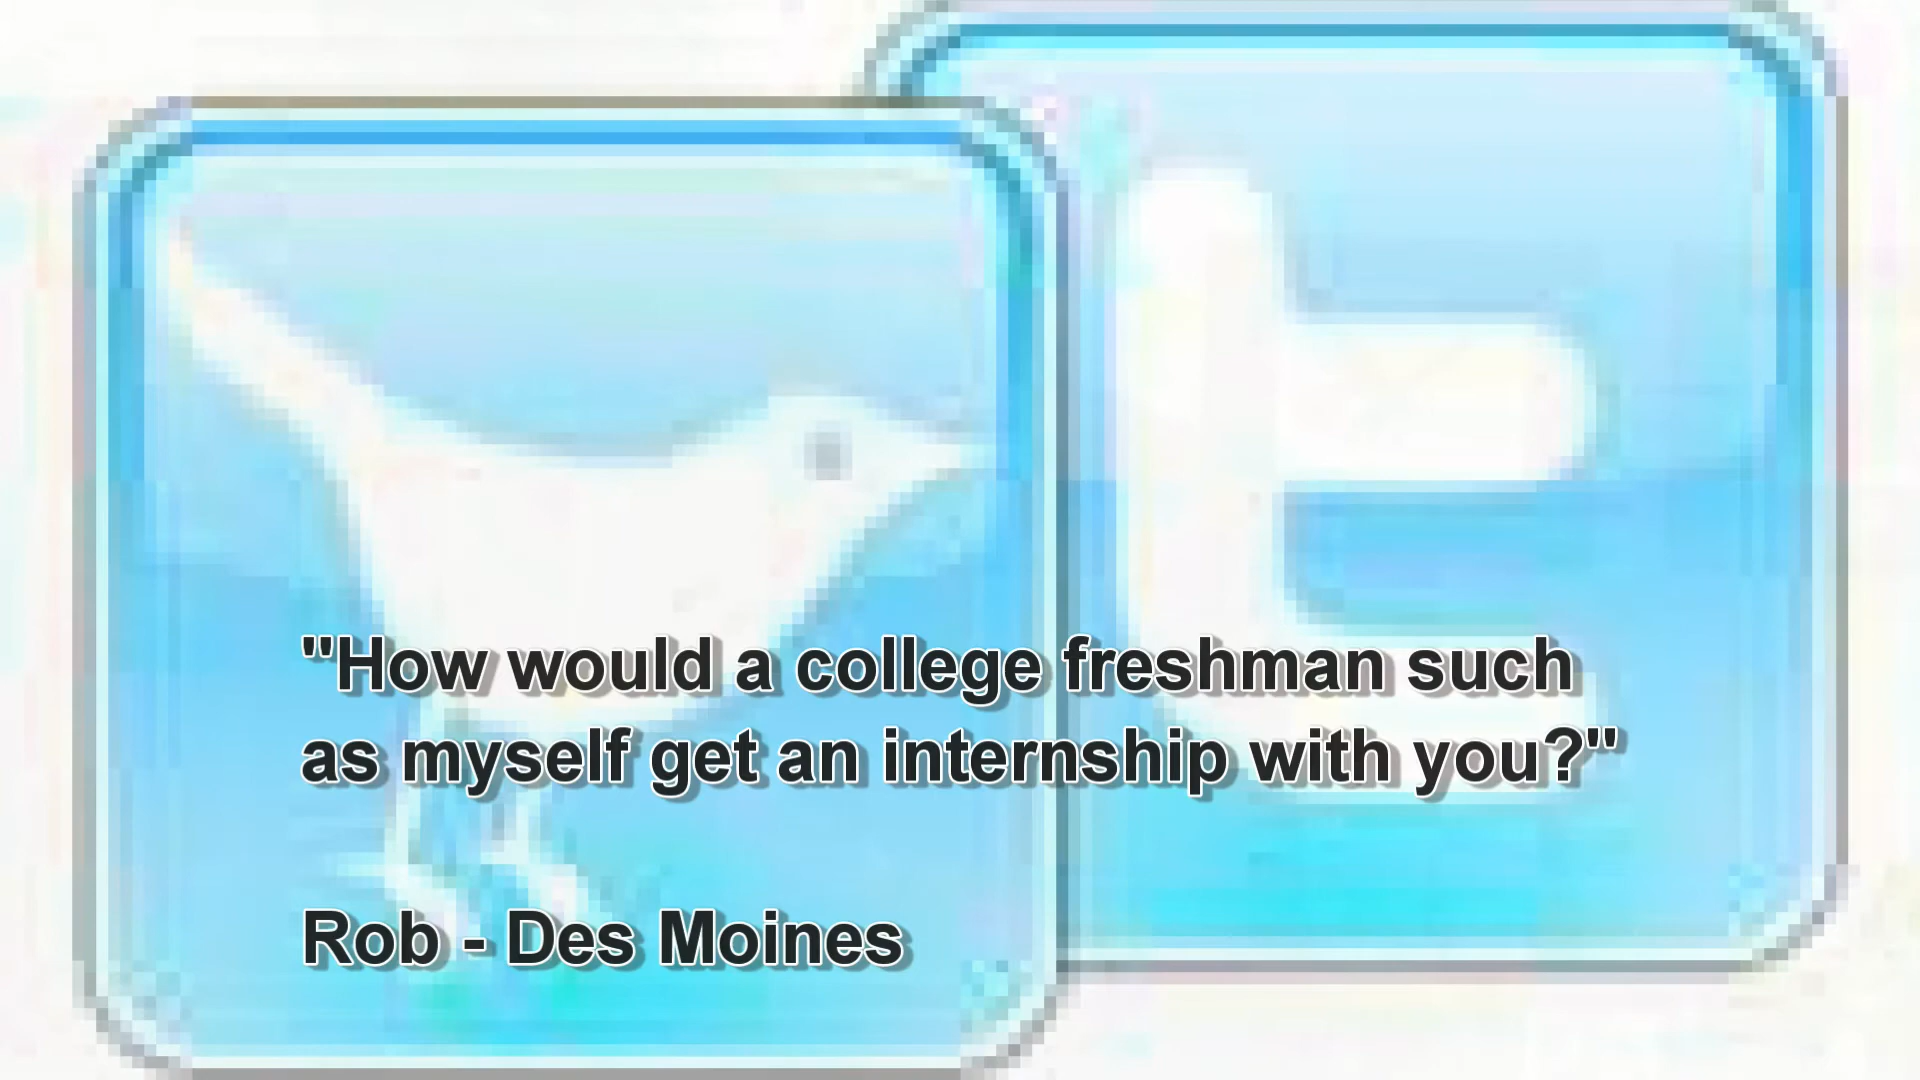 "How would a college freshman such
as myself get an internship with you?"
Rob - Des Moines